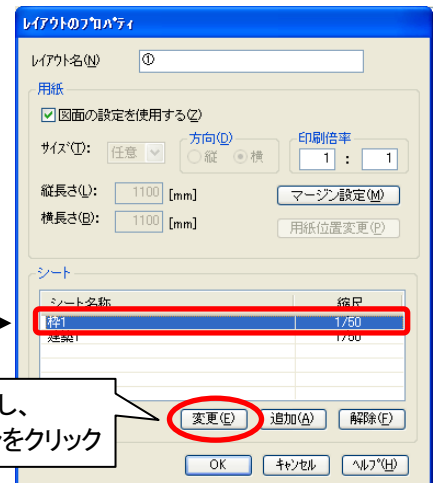 レイアウトのプロパティ
レイアウト名(N) ①
用紙
図面の設定を使用する(Z)
サイズ(T): 任意 方向(D) 縦 横 印刷倍率 1 : 1
縦長さ(L): 1100 [mm] マージン設定(M)
横長さ(B): 1100 [mm] 用紙位置変更(P)
シート
シート名称 縮尺
枠1 1/50
建築1 1/50
変更(E) 追加(A) 解除(F)
し、
をクリック
OK キャンセル ヘルプ(H)